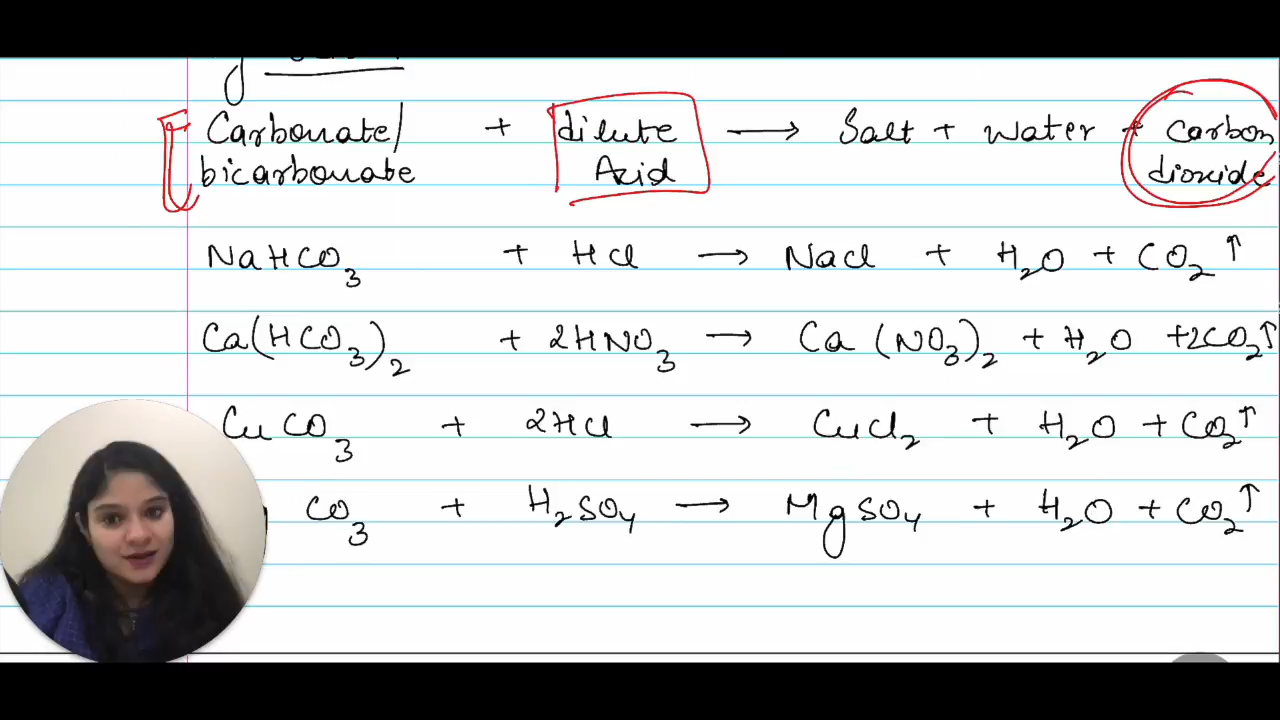 Carbonate/ + dilute → Salt + Water + Carbon
bicarbonate Acid dioxide
NaHCO₃ + HCl → NaCl + H₂O + CO₂↑
Ca(HCO₃)₂ + 2HNO₃ → Ca (NO₃)₂ + H₂O + 2CO₂↑
CuCO₃ + 2HCl → CuCl₂ + H₂O + CO₂↑
CO₃ + H₂SO₄ → MgSO₄ + H₂O + CO₂↑